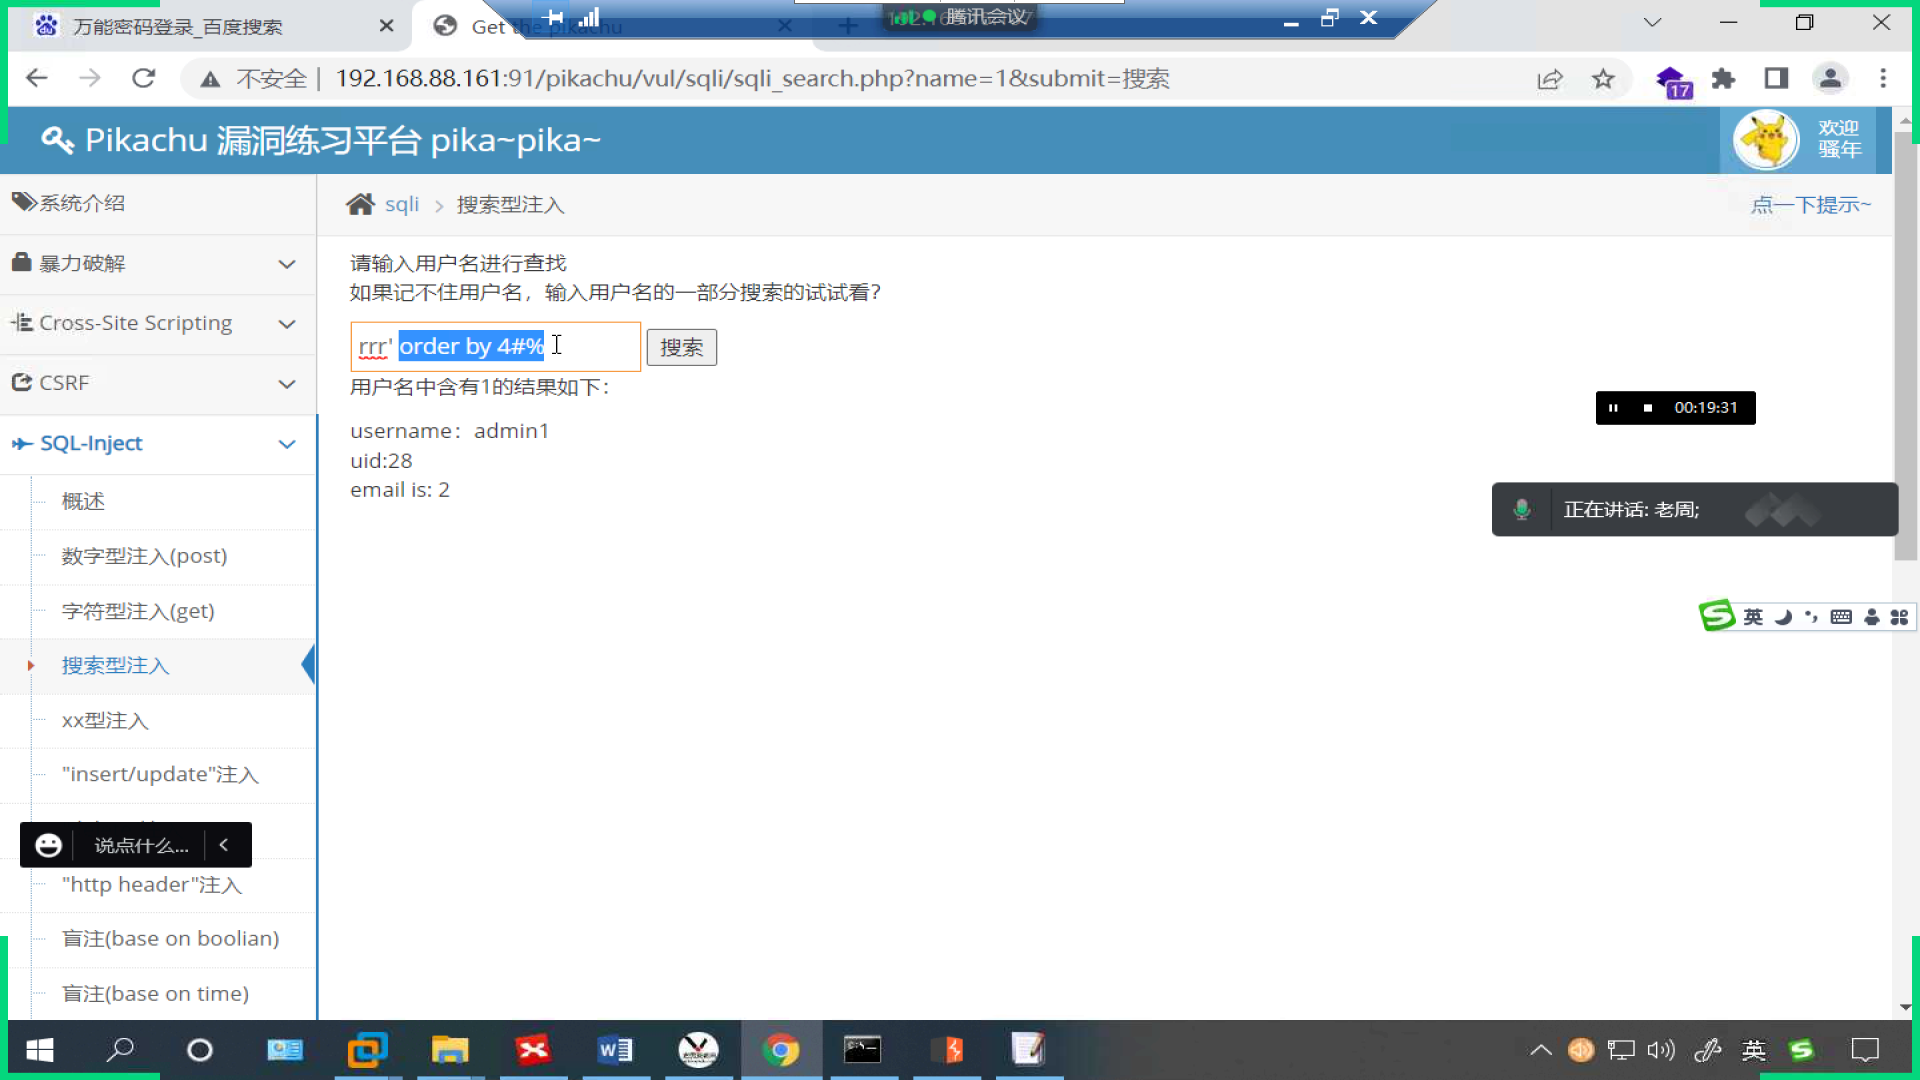 万能密码登录_百度搜索
Get the pikachu
腾讯会议
不安全 | 192.168.88.161:91/pikachu/vul/sqli/sqli_search.php?name=1&submit=搜索
17
Pikachu 漏洞练习平台 pika~pika~
欢迎
骚年
系统介绍
sqli > 搜索型注入
点一下提示~
暴力破解
Cross-Site Scripting
CSRF
SQL-Inject
概述
数字型注入(post)
字符型注入(get)
搜索型注入
xx型注入
"insert/update"注入
说点什么...
"http header"注入
盲注(base on boolian)
盲注(base on time)
请输入用户名进行查找
如果记不住用户名，输入用户名的一部分搜索的试试看？
rrr' order by 4#%
搜索
用户名中含有1的结果如下：
username：admin1
uid:28
email is: 2
00:19:31
正在讲话: 老周;
英
英